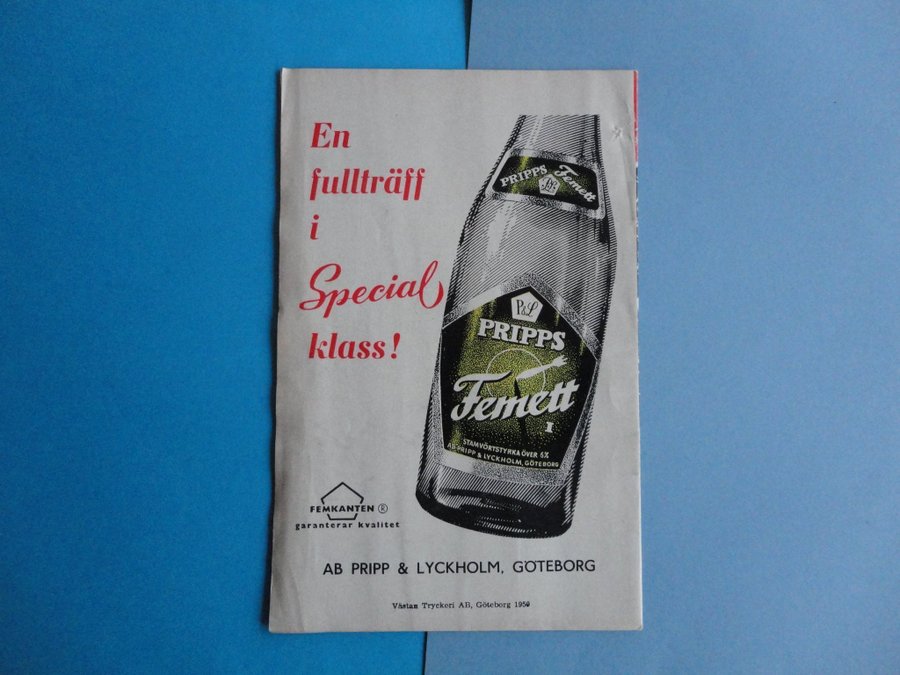 En
fullträff
i
Special
klass!
PRIPPS
P&L
Femett
P&L
PRIPPS
Femett
I
STAMVÖRTSTYRKA ÖVER 6%
AB PRIPP & LYCKHOLM, GÖTEBORG
FEMKANTEN ®
garanterar kvalitet
AB PRIPP & LYCKHOLM, GÖTEBORG
Västan Tryckeri AB, Göteborg 1959